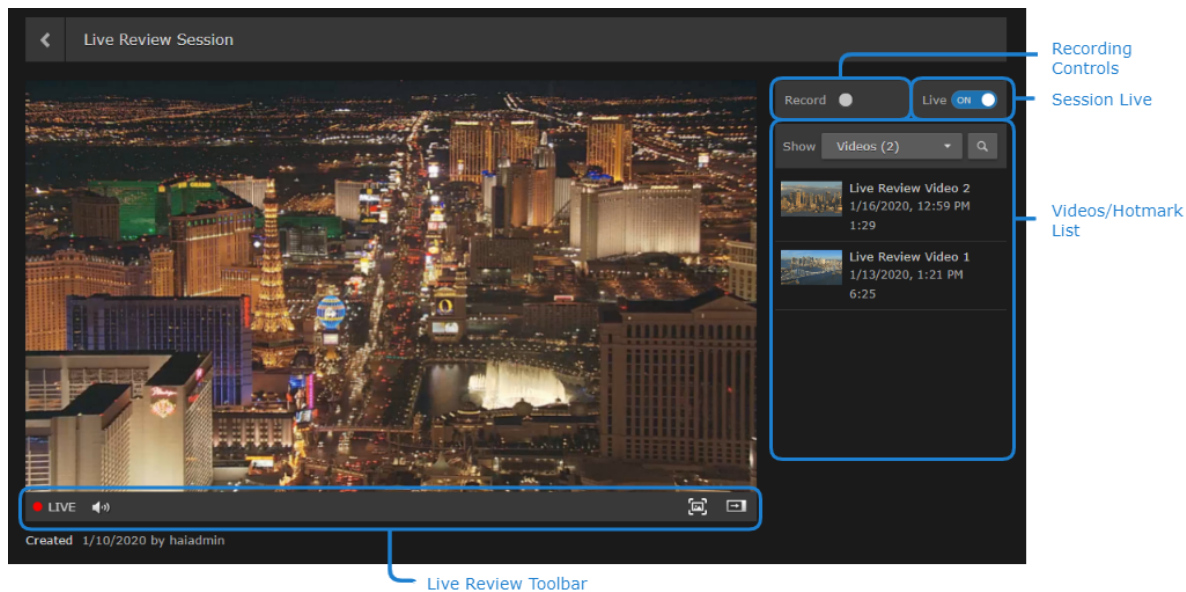 Live Review Session
Recording
Controls
Record
Live ON
Session Live
Show Videos (2)
Live Review Video 2
1/16/2020, 12:59 PM
1:29
Videos/Hotmark
List
Live Review Video 1
1/13/2020, 1:21 PM
6:25
LIVE
Created 1/10/2020 by haiadmin
Live Review Toolbar